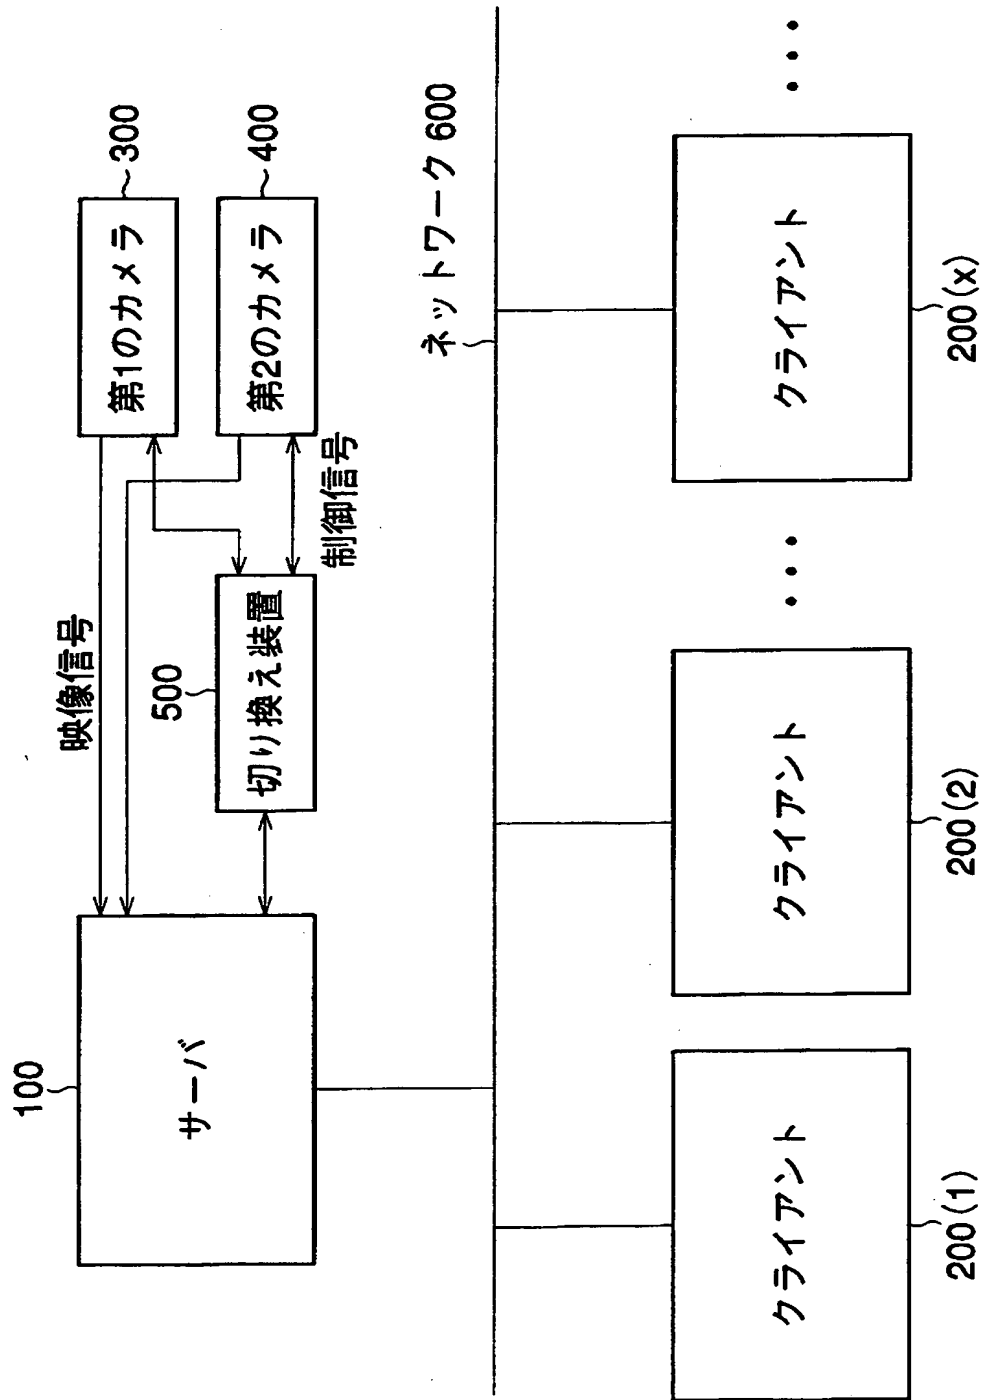 100
サーバ
映像信号
500
切り換え装置
制御信号
第1のカメラ
300
第2のカメラ
400
ネットワーク 600
クライアント
200(1)
クライアント
200(2)
...
クライアント
200(x)
...